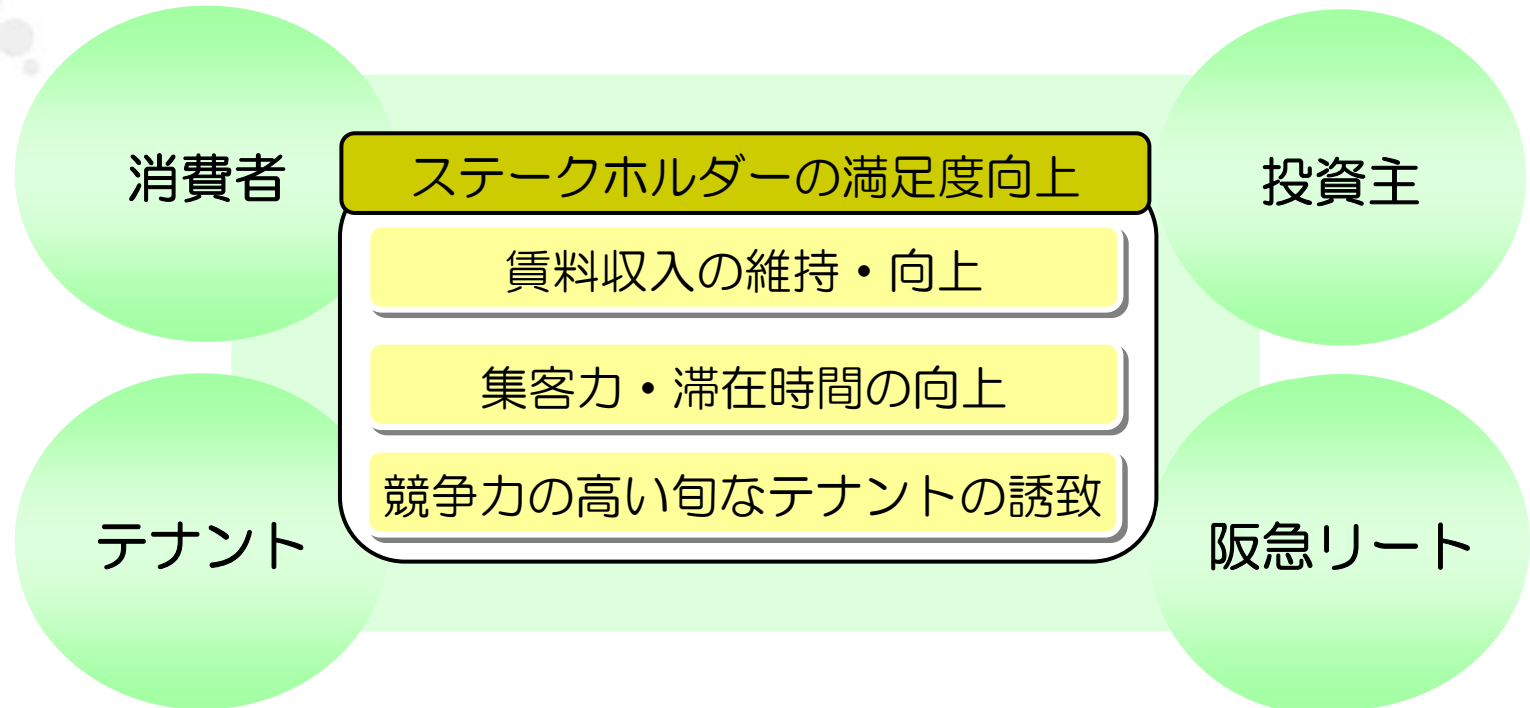 消費者
ステークホルダーの満足度向上
投資主
賃料収入の維持・向上
集客力・滞在時間の向上
競争力の高い旬なテナントの誘致
テナント
阪急リート